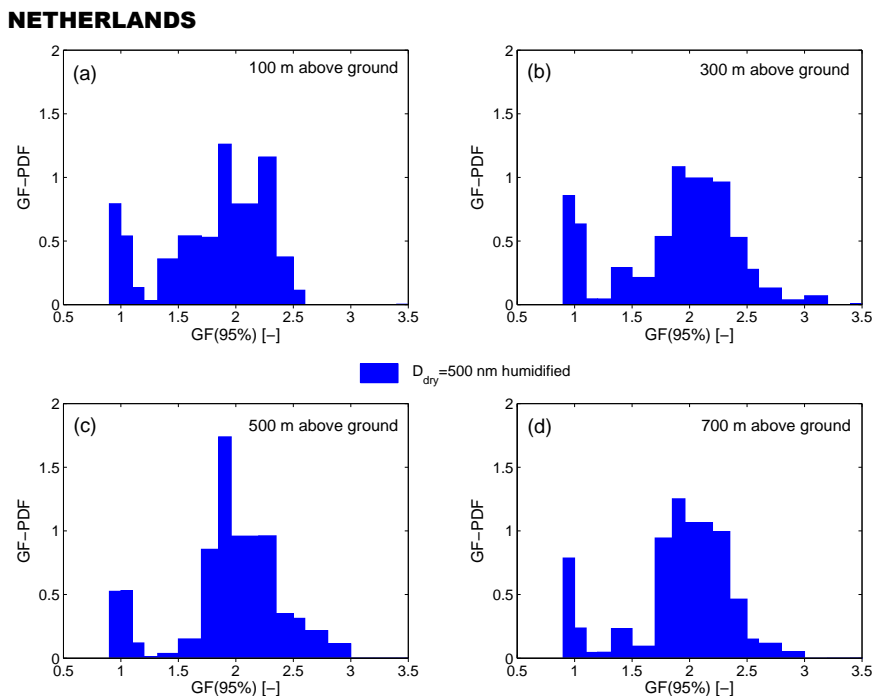 NETHERLANDS
(a)
100 m above ground
GF−PDF
2
1.5
1
0.5
0
0.5 1 1.5 2 2.5 3 3.5
GF(95%) [−]
(b)
300 m above ground
GF−PDF
2
1.5
1
0.5
0
0.5 1 1.5 2 2.5 3 3.5
GF(95%) [−]
Ddry=500 nm humidified
(c)
500 m above ground
GF−PDF
2
1.5
1
0.5
0
0.5 1 1.5 2 2.5 3 3.5
GF(95%) [−]
(d)
700 m above ground
GF−PDF
2
1.5
1
0.5
0
0.5 1 1.5 2 2.5 3 3.5
GF(95%) [−]